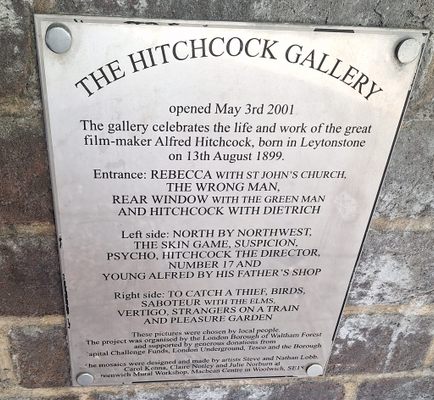 THE HITCHCOCK GALLERY
opened May 3rd 2001
The gallery celebrates the life and work of the great
film-maker Alfred Hitchcock, born in Leytonstone
on 13th August 1899.
Entrance: REBECCA WITH ST JOHN'S CHURCH,
THE WRONG MAN,
REAR WINDOW WITH THE GREEN MAN
AND HITCHCOCK WITH DIETRICH
Left side: NORTH BY NORTHWEST,
THE SKIN GAME, SUSPICION,
PSYCHO, HITCHCOCK THE DIRECTOR,
NUMBER 17 AND
YOUNG ALFRED BY HIS FATHER'S SHOP
Right side: TO CATCH A THIEF, BIRDS,
SABOTEUR WITH THE ELMS,
VERTIGO, STRANGERS ON A TRAIN
AND PLEASURE GARDEN
These pictures were chosen by local people.
The project was organised by the London Borough of Waltham Forest
and supported by generous donations from
apital Challenge Funds, London Underground, Tesco and the Borough
he mosaics were designed and made by artists Steve and Nathan Lobb,
Carol Kenna, Claire Notley and Julie Norburn at
eenwich Mural Workshop, Macbean Centre in Woolwich,